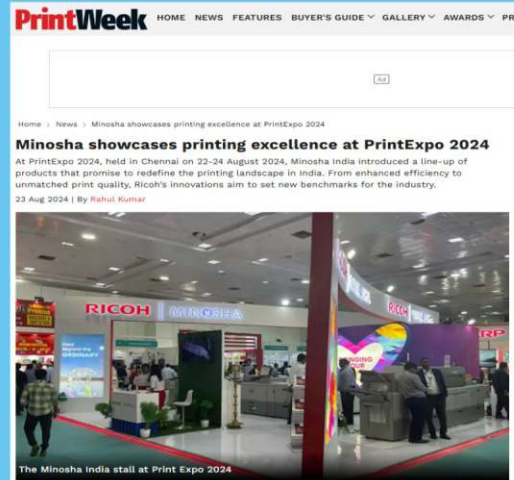 PrintWeek HOME NEWS FEATURES BUYER'S GUIDE GALLERY AWARDS PR
Ad
Home > News > Minosha showcases printing excellence at PrintExpo 2024
Minosha showcases printing excellence at PrintExpo 2024
At PrintExpo 2024, held in Chennai on 22-24 August 2024, Minosha India introduced a line-up of
products that promise to redefine the printing landscape in India. From enhanced efficiency to
unmatched print quality, Ricoh's innovations aim to set new benchmarks for the industry.
23 Aug 2024 | By Rahul Kumar
RICOH MINOSHA
RICOH
RP
ORDINARY
The Minosha India stall at Print Expo 2024